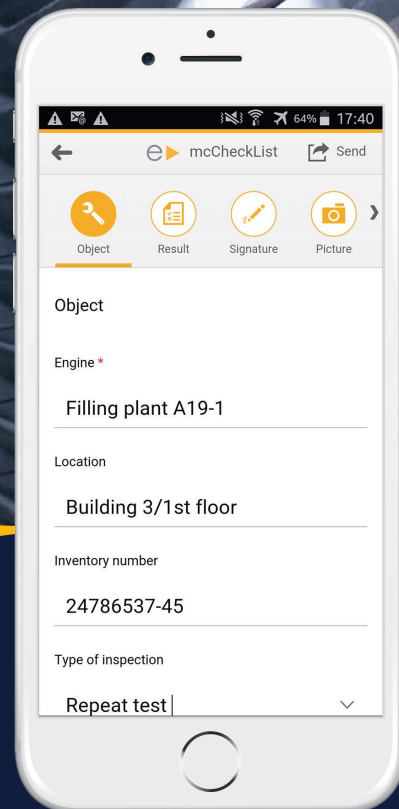 64% 17:40
mcCheckList Send
Object Result Signature Picture
Object
Engine *
Filling plant A19-1
Location
Building 3/1st floor
Inventory number
24786537-45
Type of inspection
Repeat test